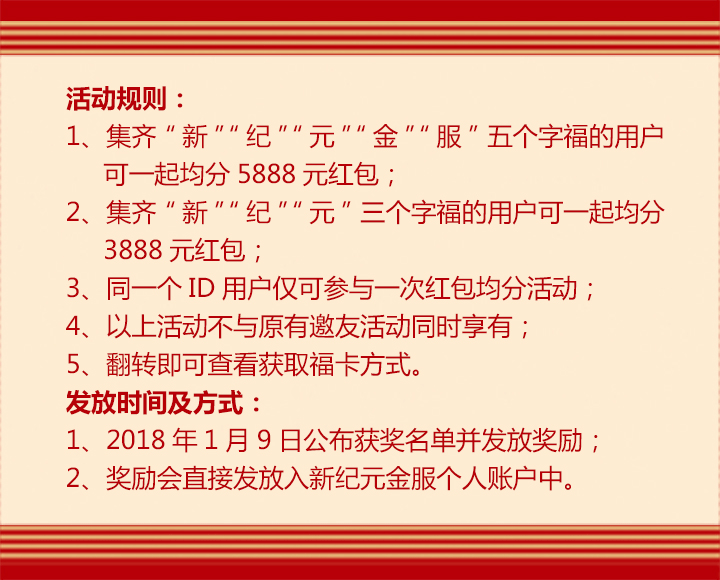 活动规则：
1、集齐“新”“纪”“元”“金”“服”五个字福的用户
可一起均分 5888 元红包；
2、集齐“新”“纪”“元”三个字福的用户可一起均分
3888 元红包；
3、同一个 ID 用户仅可参与一次红包均分活动；
4、以上活动不与原有邀友活动同时享有；
5、翻转即可查看获取福卡方式。
发放时间及方式：
1、2018 年 1 月 9 日公布获奖名单并发放奖励；
2、奖励会直接发放入新纪元金服个人账户中。